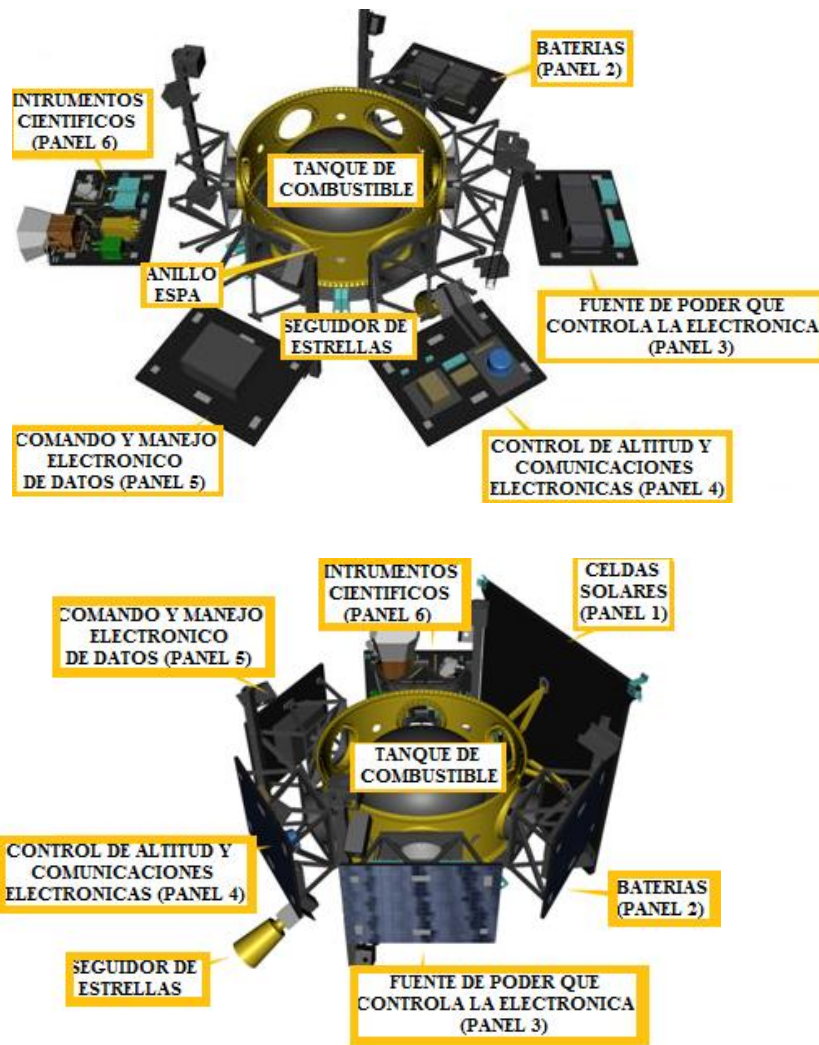 BATERIAS
(PANEL 2)
INTRUMENTOS
CIENTIFICOS
(PANEL 6)
TANQUE DE
COMBUSTIBLE
ANILLO
ESPA
SEGUIDOR DE
ESTRELLAS
FUENTE DE PODER QUE
CONTROLA LA ELECTRONICA
(PANEL 3)
COMANDO Y MANEJO
ELECTRONICO
DE DATOS (PANEL 5)
CONTROL DE ALTITUD Y
COMUNICACIONES
ELECTRONICAS (PANEL 4)
INTRUMENTOS
CIENTIFICOS
(PANEL 6)
CELDAS
SOLARES
(PANEL 1)
COMANDO Y MANEJO
ELECTRONICO
DE DATOS (PANEL 5)
TANQUE DE
COMBUSTIBLE
CONTROL DE ALTITUD Y
COMUNICACIONES
ELECTRONICAS (PANEL 4)
BATERIAS
(PANEL 2)
SEGUIDOR DE
ESTRELLAS
FUENTE DE PODER QUE
CONTROLA LA ELECTRONICA
(PANEL 3)